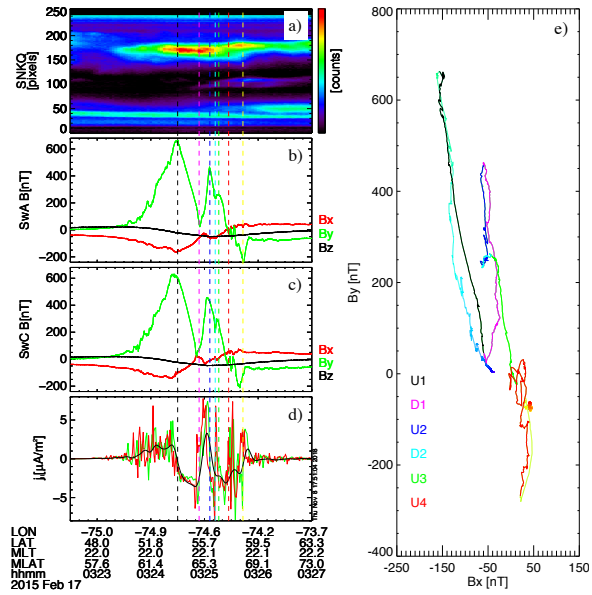 a)
SNKQ
[pixels]
250
200
150
100
50
0
[counts]
b)
SwA B[nT]
600
400
200
0
−200
Bx
By
Bz
c)
SwC B[nT]
600
400
200
0
−200
Bx
By
Bz
d)
j[µA/m²]
5
0
−5
LON −75.0 −74.9 −74.6 −74.2 −73.7
LAT 48.0 51.8 55.7 59.5 63.3
MLT 22.0 22.0 22.1 22.1 22.2
MLAT 57.6 61.4 65.3 69.1 73.0
hhmm 0323 0324 0325 0326 0327
2015 Feb 17
e)
By [nT]
800
600
400
200
0
−200
−400
U1
D1
U2
D2
U3
U4
−250 −150 −50 50 150
Bx [nT]